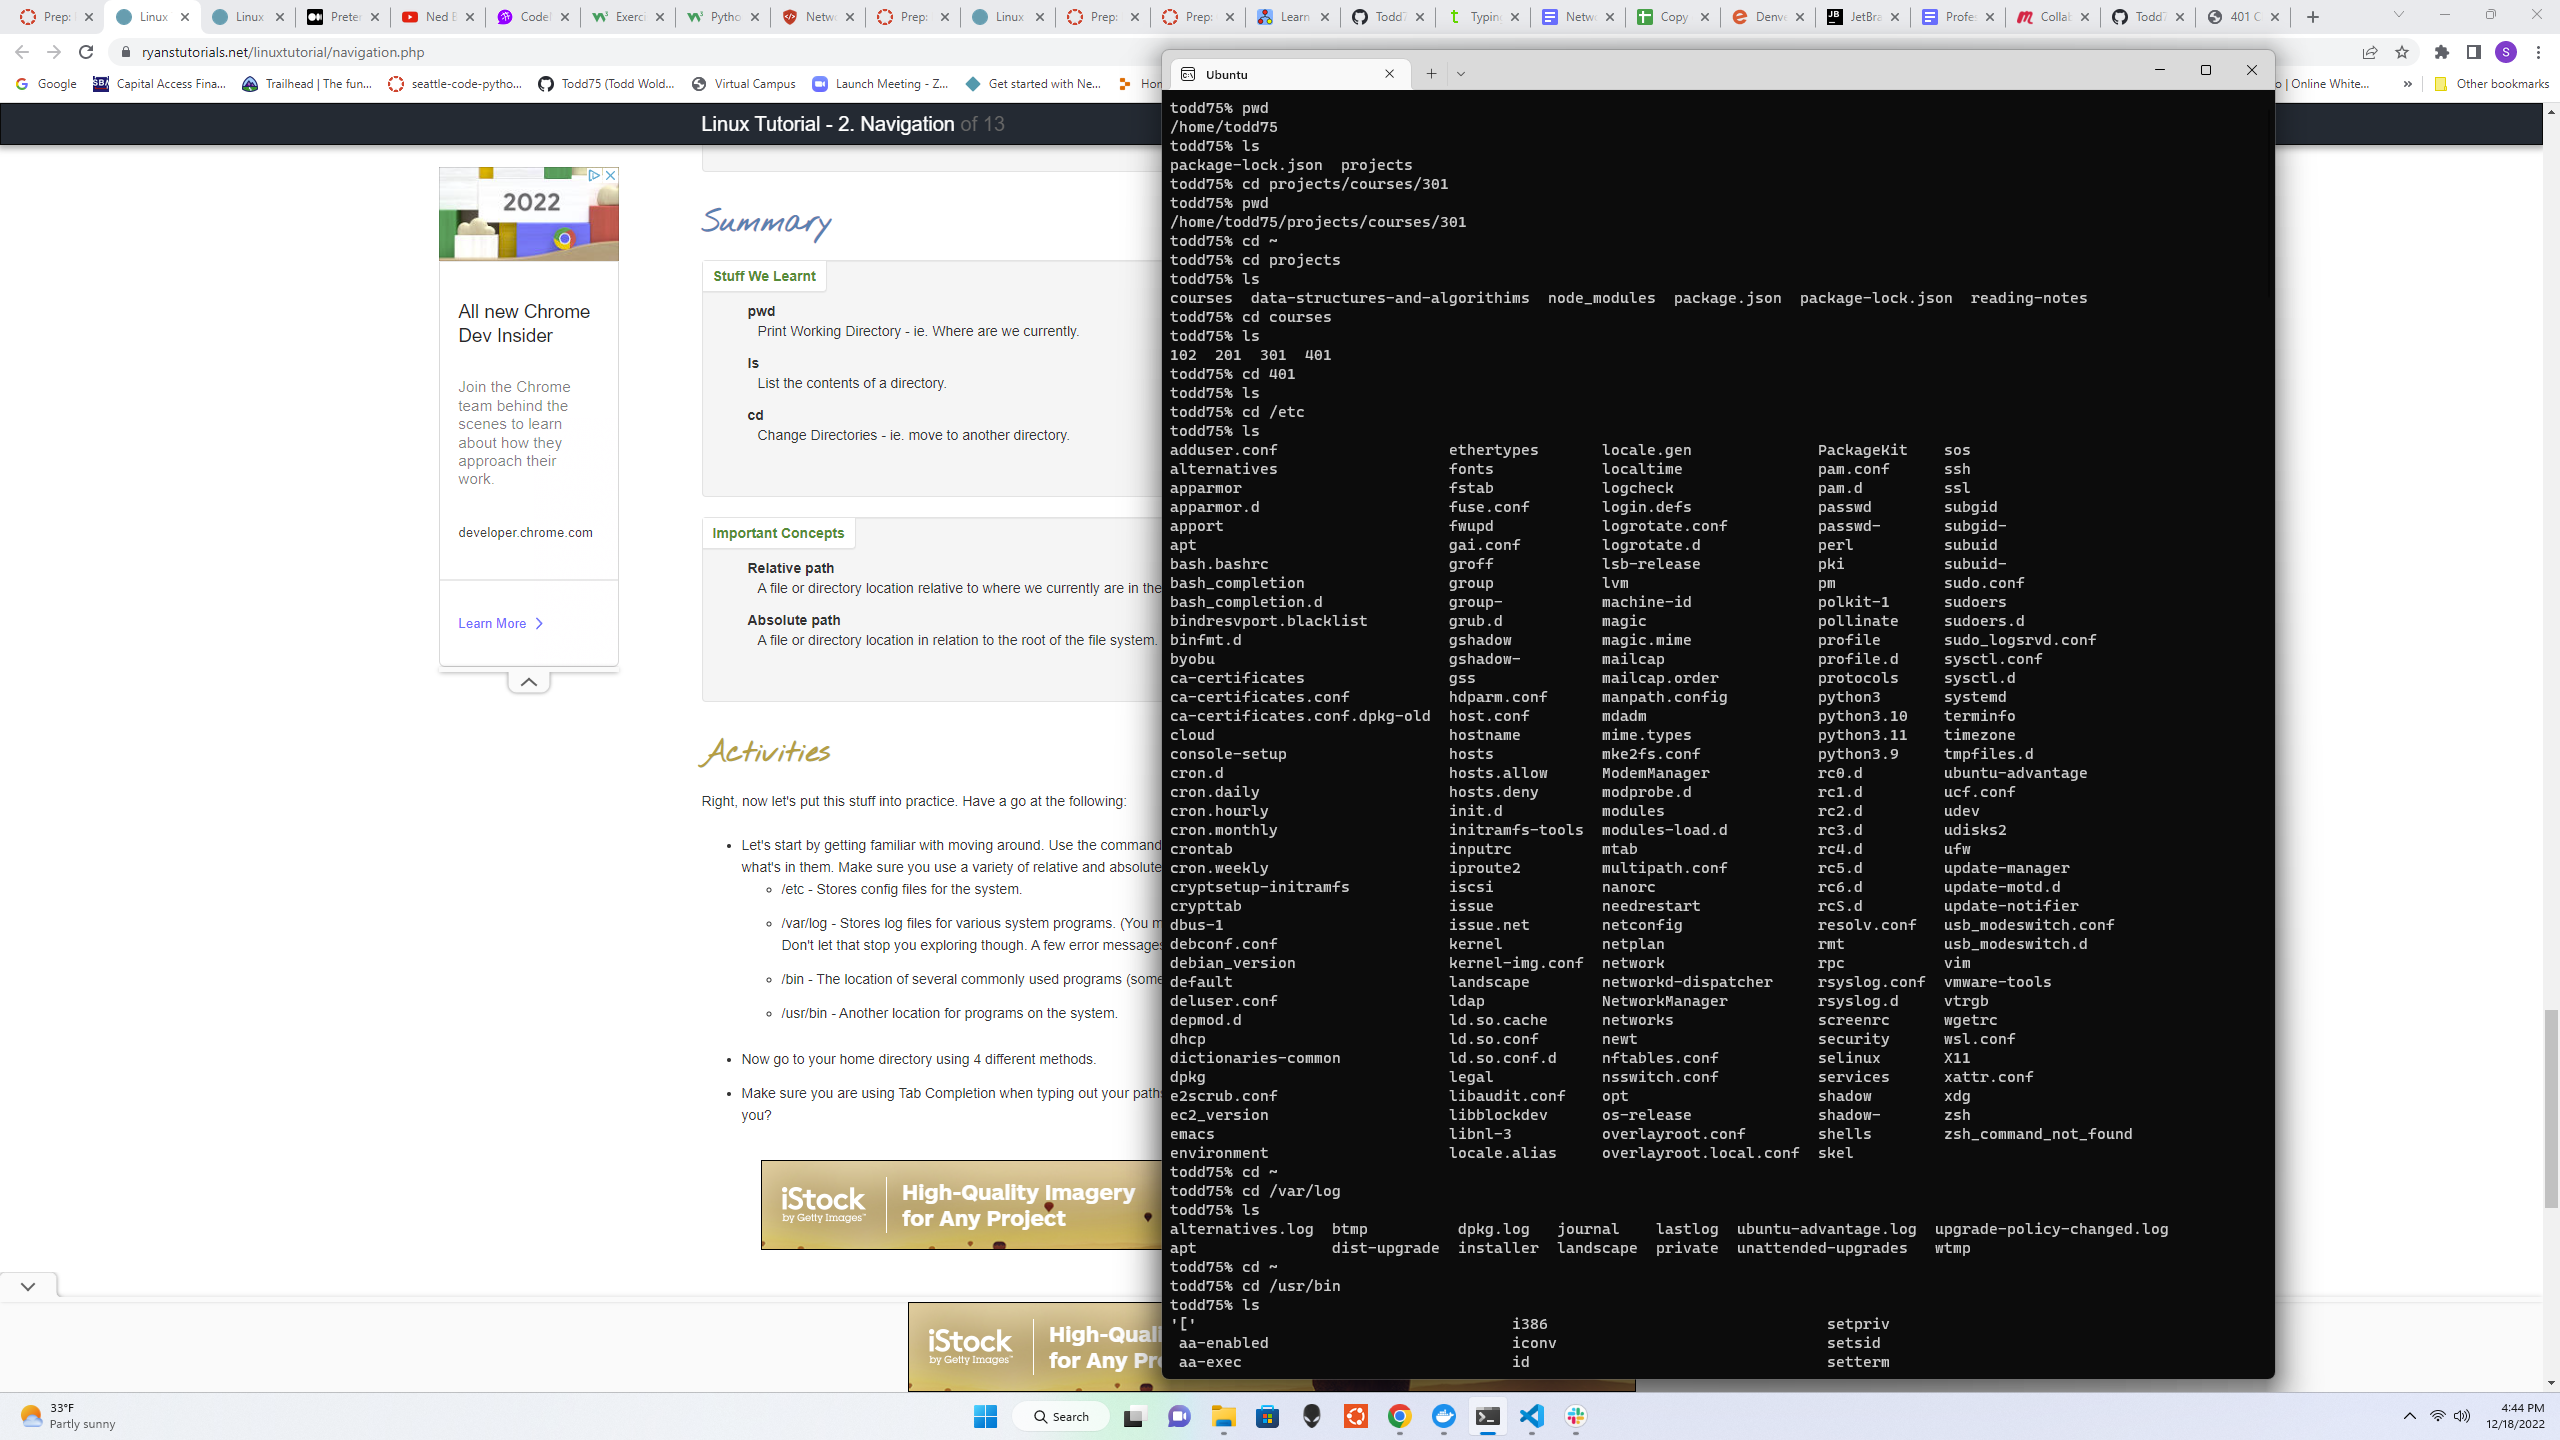 Prep:
Linux
Linux
Preter
Ned B
CodeF
Exerci
Pytho
Netwo
Prep:
Linux
Prep:
Prep:
Learn
Todd7
Typing
Netwo
Copy
Denve
JetBra
Profes
Collab
Todd7
401 C
ryanstutorials.net/linuxtutorial/navigation.php
Google
Capital Access Fina...
Trailhead | The fun...
seattle-code-pytho...
Todd75 (Todd Wold...
Virtual Campus
Launch Meeting - Z...
Get started with Ne...
| Online White...
Other bookmarks
Linux Tutorial - 2. Navigation of 13
2022
All new Chrome
Dev Insider
Join the Chrome
team behind the
scenes to learn
about how they
approach their
work.
developer.chrome.com
Learn More
Summary
Stuff We Learnt
pwd
Print Working Directory - ie. Where are we currently.
ls
List the contents of a directory.
cd
Change Directories - ie. move to another directory.
Important Concepts
Relative path
A file or directory location relative to where we currently are in the
Absolute path
A file or directory location in relation to the root of the file system.
Activities
Right, now let's put this stuff into practice. Have a go at the following:
Let's start by getting familiar with moving around. Use the command
what's in them. Make sure you use a variety of relative and absolute
/etc - Stores config files for the system.
/var/log - Stores log files for various system programs. (You m
Don't let that stop you exploring though. A few error messages
/bin - The location of several commonly used programs (some
/usr/bin - Another location for programs on the system.
Now go to your home directory using 4 different methods.
Make sure you are using Tab Completion when typing out your paths
you?
iStock
by Getty Images™
High-Quality Imagery
for Any Project
iStock
by Getty Images™
High-Quali
for Any Pr
Ubuntu
todd75% pwd
/home/todd75
todd75% ls
package-lock.json  projects
todd75% cd projects/courses/301
todd75% pwd
/home/todd75/projects/courses/301
todd75% cd ~
todd75% cd projects
todd75% ls
courses  data-structures-and-algorithims  node_modules  package.json  package-lock.json  reading-notes
todd75% cd courses
todd75% ls
102  201  301  401
todd75% cd 401
todd75% ls
todd75% cd /etc
todd75% ls
adduser.conf  ethertypes  locale.gen  PackageKit  sos
alternatives  fonts  localtime  pam.conf  ssh
apparmor  fstab  logcheck  pam.d  ssl
apparmor.d  fuse.conf  login.defs  passwd  subgid
apport  fwupd  logrotate.conf  passwd-  subgid-
apt  gai.conf  logrotate.d  perl  subuid
bash.bashrc  groff  lsb-release  pki  subuid-
bash_completion  group  lvm  pm  sudo.conf
bash_completion.d  group-  machine-id  polkit-1  sudoers
bindresvport.blacklist  grub.d  magic  pollinate  sudoers.d
binfmt.d  gshadow  magic.mime  profile  sudo_logsrvd.conf
byobu  gshadow-  mailcap  profile.d  sysctl.conf
ca-certificates  gss  mailcap.order  protocols  sysctl.d
ca-certificates.conf  hdparm.conf  manpath.config  python3  systemd
ca-certificates.conf.dpkg-old  host.conf  mdadm  python3.10  terminfo
cloud  hostname  mime.types  python3.11  timezone
console-setup  hosts  mke2fs.conf  python3.9  tmpfiles.d
cron.d  hosts.allow  ModemManager  rc0.d  ubuntu-advantage
cron.daily  hosts.deny  modprobe.d  rc1.d  ucf.conf
cron.hourly  init.d  modules  rc2.d  udev
cron.monthly  initramfs-tools  modules-load.d  rc3.d  udisks2
crontab  inputrc  mtab  rc4.d  ufw
cron.weekly  iproute2  multipath.conf  rc5.d  update-manager
cryptsetup-initramfs  iscsi  nanorc  rc6.d  update-motd.d
crypttab  issue  needrestart  rcS.d  update-notifier
dbus-1  issue.net  netconfig  resolv.conf  usb_modeswitch.conf
debconf.conf  kernel  netplan  rmt  usb_modeswitch.d
debian_version  kernel-img.conf  network  rpc  vim
default  landscape  networkd-dispatcher  rsyslog.conf  vmware-tools
deluser.conf  ldap  NetworkManager  rsyslog.d  vtrgb
depmod.d  ld.so.cache  networks  screenrc  wgetrc
dhcp  ld.so.conf  newt  security  wsl.conf
dictionaries-common  ld.so.conf.d  nftables.conf  selinux  X11
dpkg  legal  nsswitch.conf  services  xattr.conf
e2scrub.conf  libaudit.conf  opt  shadow  xdg
ec2_version  libblockdev  os-release  shadow-  zsh
emacs  libnl-3  overlayroot.conf  shells  zsh_command_not_found
environment  locale.alias  overlayroot.local.conf  skel
todd75% cd ~
todd75% cd /var/log
todd75% ls
alternatives.log  btmp  dpkg.log  journal  lastlog  ubuntu-advantage.log  upgrade-policy-changed.log
apt  dist-upgrade  installer  landscape  private  unattended-upgrades  wtmp
todd75% cd ~
todd75% cd /usr/bin
todd75% ls
'['  i386  setpriv
aa-enabled  iconv  setsid
aa-exec  id  setterm
33°F
Partly sunny
Search
4:44 PM
12/18/2022